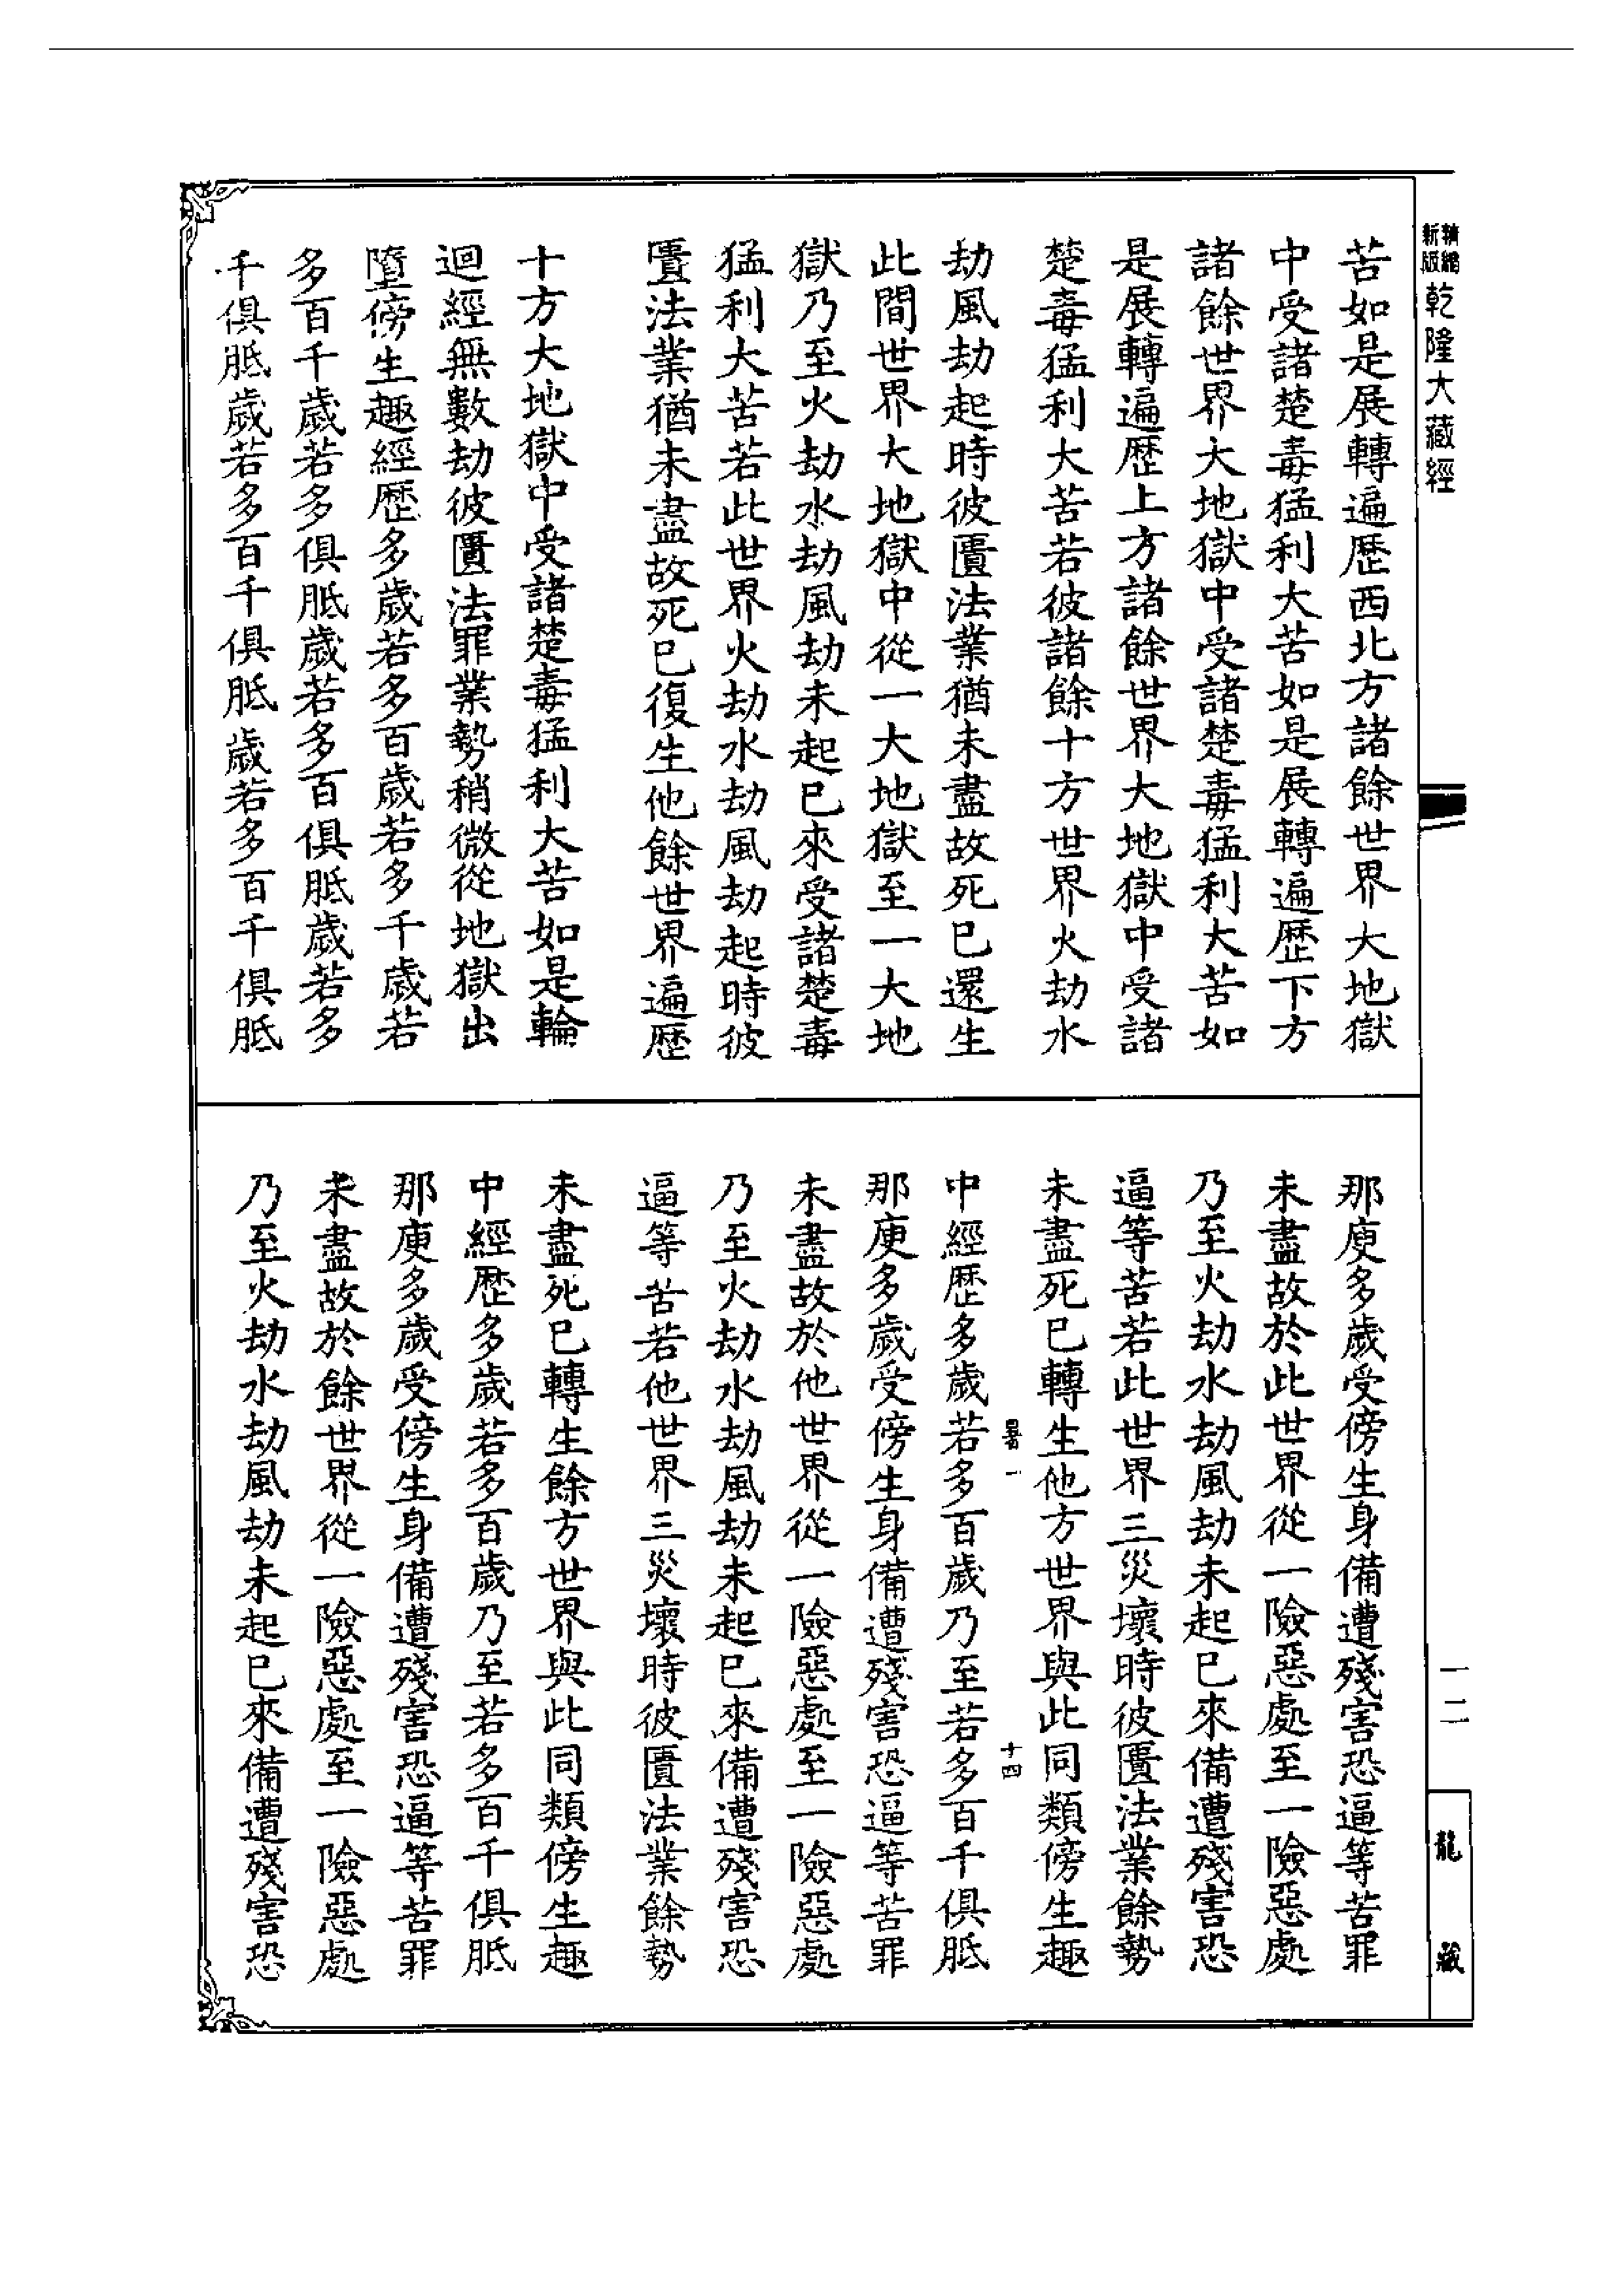 新編縮版
乾隆大藏經
苦如是展轉遍歷西北方諸餘世界大地獄
中受諸楚毒猛利大苦如是展轉遍歷下方
諸餘世界大地獄中受諸楚毒猛利大苦如
是展轉遍歷上方諸餘世界大地獄中受諸
楚毒猛利大苦若彼諸餘十方世界火劫水
劫風劫起時彼匱法業猶未盡故死已還生
此間世界大地獄中從一大地獄至一大地
獄乃至火劫水劫風劫未起已來受諸楚毒
猛利大苦若此世界火劫水劫風劫起時彼
匱法業猶未盡故死已復生他餘世界遍歷
十方大地獄中受諸楚毒猛利大苦如是輪
迴經無數劫彼匱法罪業勢稍微從地獄出
墮傍生趣經歷多歲若多百歲若多千歲若
多百千歲若多俱胝歲若多百俱胝歲若多
千俱胝歲若多百千俱胝歲若多百千俱胝
那庾多歲受傍生身備遭殘害恐逼等苦罪
未盡故於此世界從一險惡處至一險惡處
乃至火劫水劫風劫未起已來備遭殘害恐
逼等苦若此世界三災壞時彼匱法業餘勢
未盡死已轉生他方世界與此同類傍生趣
暑一
十四
中經歷多歲若多百歲乃至若多百千俱胝
那庾多歲受傍生身備遭殘害恐逼等苦罪
未盡故於他世界從一險惡處至一險惡處
乃至火劫水劫風劫未起已來備遭殘害恐
逼等苦若他世界三災壞時彼匱法業餘勢
未盡死已轉生餘方世界與此同類傍生趣
中經歷多歲若多百歲乃至若多百千俱胝
那庾多歲受傍生身備遭殘害恐逼等苦罪
未盡故於餘世界從一險惡處至一險惡處
乃至火劫水劫風劫未起已來備遭殘害恐
一二
龍藏